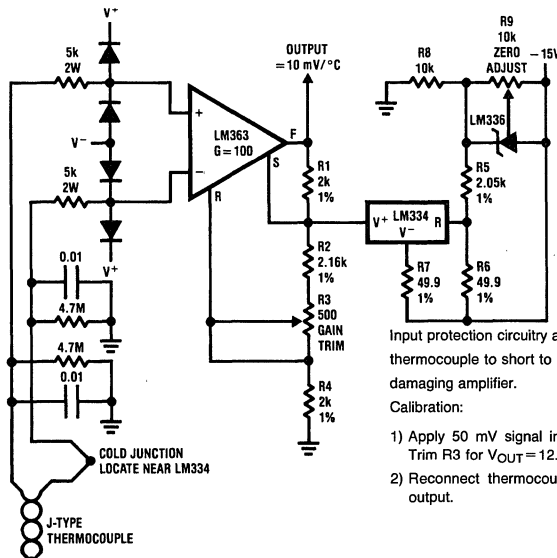 V+
5k
2W
V−
5k
2W
V+
0.01
4.7M
4.7M
0.01
COLD JUNCTION
LOCATE NEAR LM334
J-TYPE
THERMOCOUPLE
+
−
LM363
G=100
F
S
R
OUTPUT
=10 mV/°C
R1
2k
1%
R2
2.16k
1%
R3
500
GAIN
TRIM
R4
2k
1%
R8
10k
R9
10k
ZERO
ADJUST
−15V
LM336
R5
2.05k
1%
V+ LM334 R
V−
R7
49.9
1%
R6
49.9
1%
Input protection circuitry a
thermocouple to short to
damaging amplifier.
Calibration:
1) Apply 50 mV signal in
Trim R3 for VOUT=12.
2) Reconnect thermocou
output.